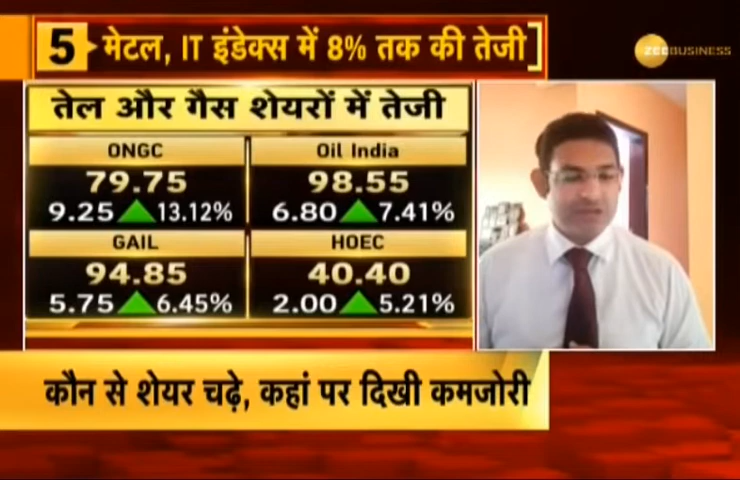 5 मेटल, IT इंडेक्स में 8% तक की तेजी
ZEEBUSINESS
तेल और गैस शेयरों में तेजी
ONGC
79.75
9.25 13.12%
Oil India
98.55
6.80 7.41%
GAIL
94.85
5.75 6.45%
HOEC
40.40
2.00 5.21%
कौन से शेयर चढ़े, कहां पर दिखी कमजोरी